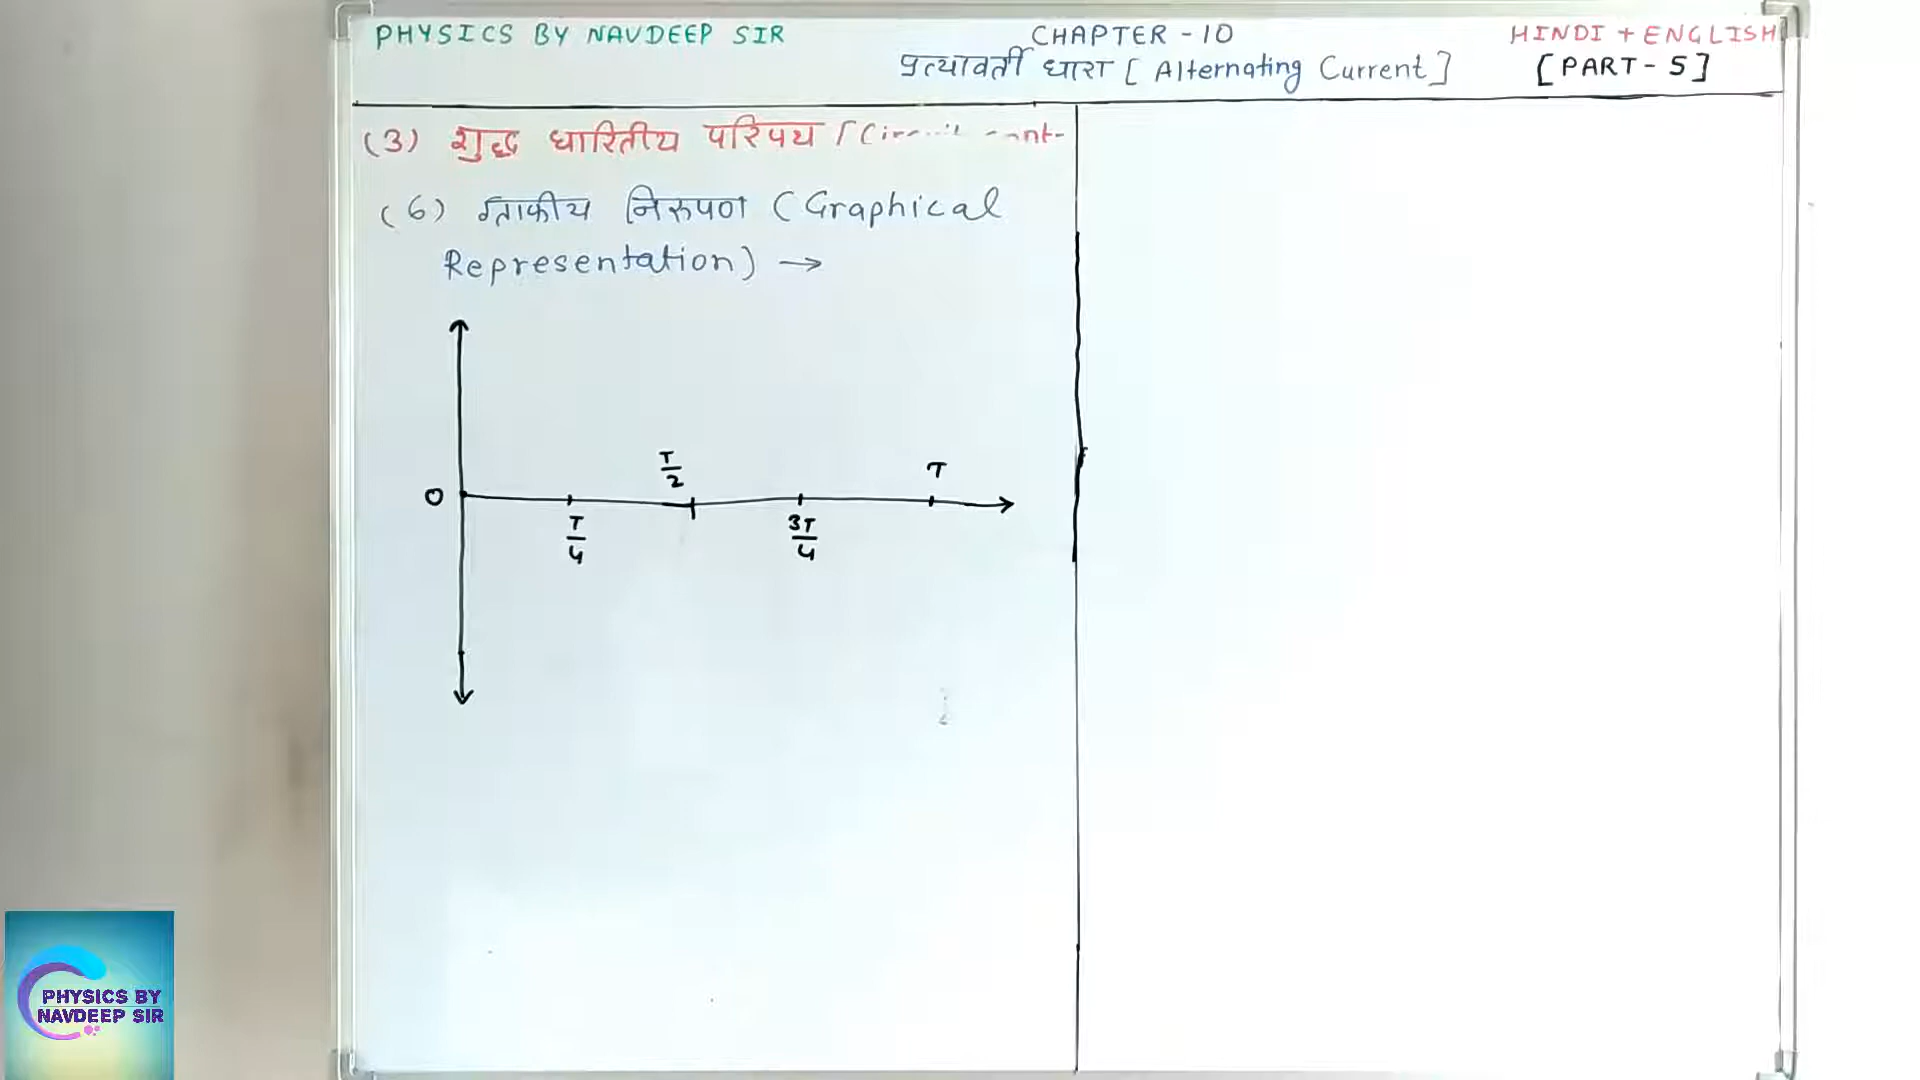 PHYSICS BY NAVDEEP SIR
CHAPTER - 10
HINDI + ENGLISH
प्रत्यावर्ती धारा [ Alternating Current ]
[ PART - 5 ]
(3) शुद्ध धारितीय परिपथ
(6) ग्राफीय निरुपण ( Graphical
Representation ) →
T/2
T
O
T/4
3T/4
PHYSICS BY
NAVDEEP SIR